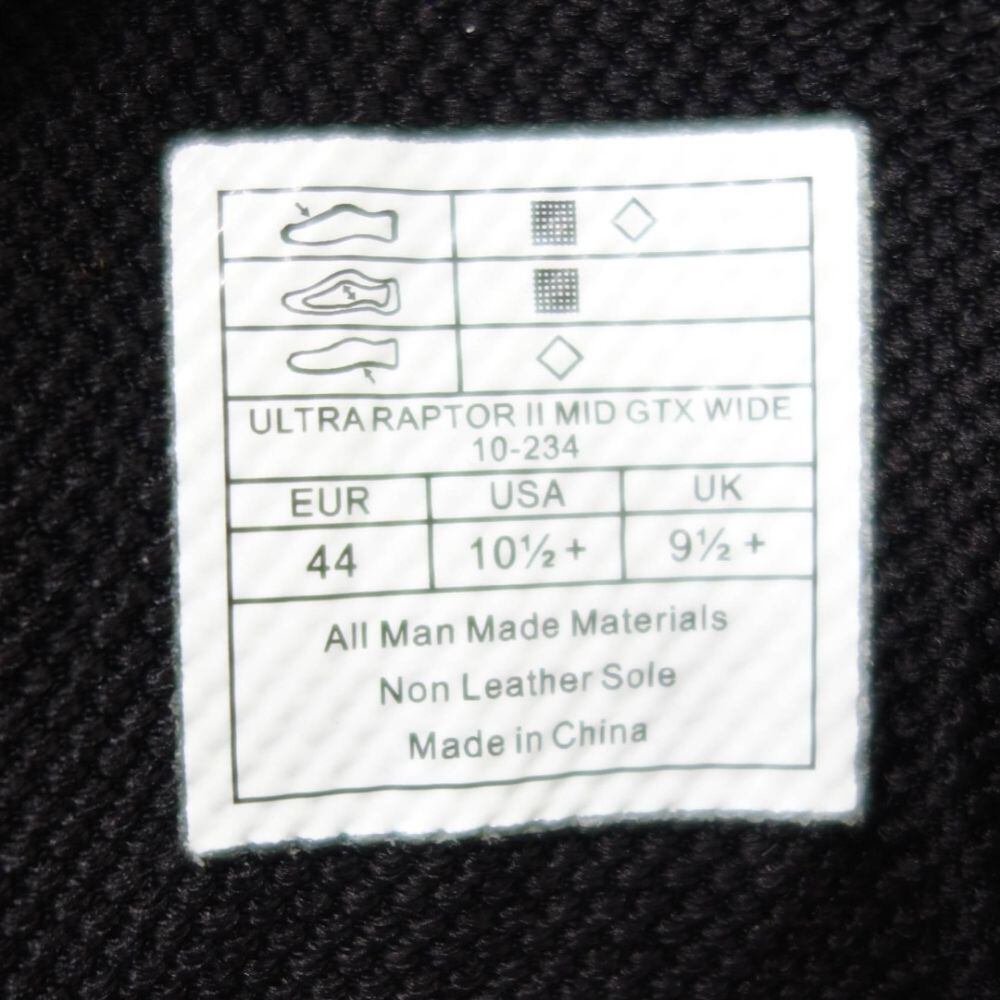 ULTRA RAPTOR II MID GTX WIDE
10-234
EUR USA UK
44 10½+ 9½ +
All Man Made Materials
Non Leather Sole
Made in China